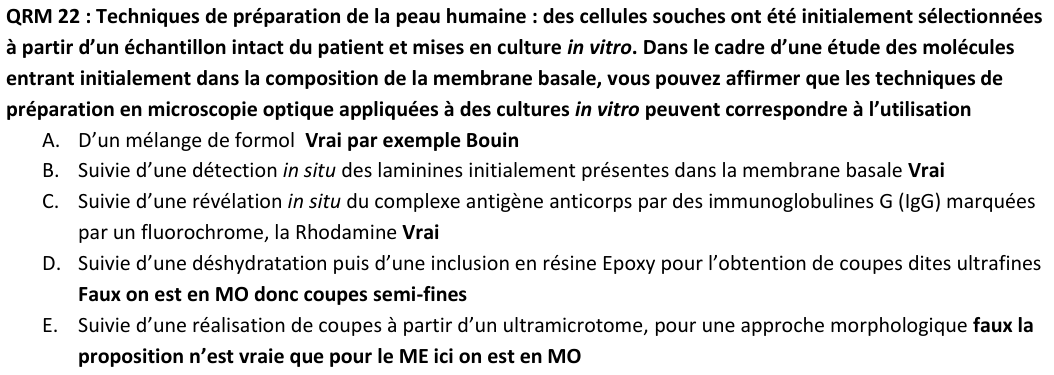 QRM 22 : Techniques de préparation de la peau humaine : des cellules souches ont été initialement sélectionnées
à partir d’un échantillon intact du patient et mises en culture in vitro. Dans le cadre d’une étude des molécules
entrant initialement dans la composition de la membrane basale, vous pouvez affirmer que les techniques de
préparation en microscopie optique appliquées à des cultures in vitro peuvent correspondre à l’utilisation
A. D’un mélange de formol Vrai par exemple Bouin
B. Suivie d’une détection in situ des laminines initialement présentes dans la membrane basale Vrai
C. Suivie d’une révélation in situ du complexe antigène anticorps par des immunoglobulines G (IgG) marquées
par un fluorochrome, la Rhodamine Vrai
D. Suivie d’une déshydratation puis d’une inclusion en résine Epoxy pour l’obtention de coupes dites ultrafines
Faux on est en MO donc coupes semi-fines
E. Suivie d’une réalisation de coupes à partir d’un ultramicrotome, pour une approche morphologique faux la
proposition n’est vraie que pour le ME ici on est en MO